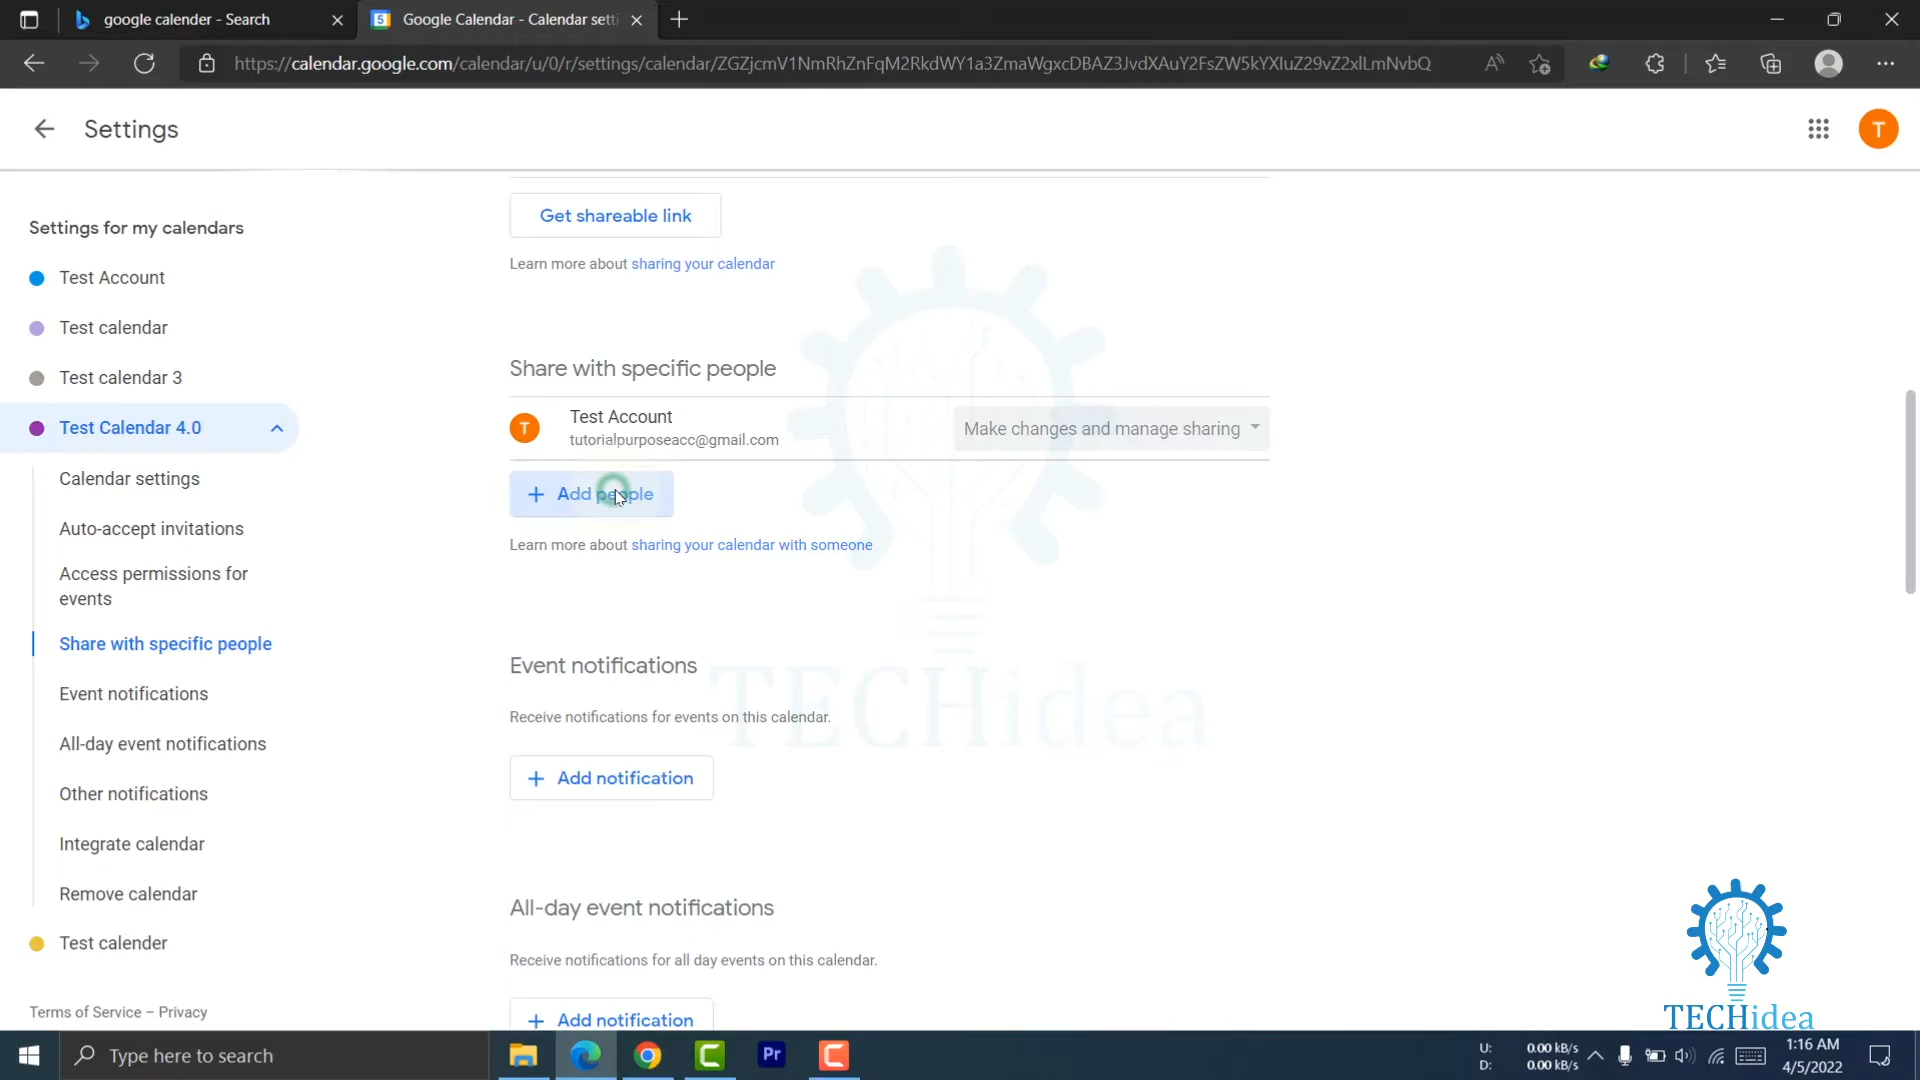 google calender - Search
Google Calendar - Calendar setti
https://calendar.google.com/calendar/u/0/r/settings/calendar/ZGZjcmV1NmRhZnFqM2RkdWY1a3ZmaWgxcDBAZ3JvdXAuY2FsZW5kYXIuZ29vZ2xlLmNvbQ
Settings
T
Settings for my calendars
Test Account
Test calendar
Test calendar 3
Test Calendar 4.0
Calendar settings
Auto-accept invitations
Access permissions for
events
Share with specific people
Event notifications
All-day event notifications
Other notifications
Integrate calendar
Remove calendar
Test calender
Terms of Service – Privacy
Get shareable link
Learn more about sharing your calendar
Share with specific people
T
Test Account
tutorialpurposeacc@gmail.com
Make changes and manage sharing
+ Add people
Learn more about sharing your calendar with someone
Event notifications
Receive notifications for events on this calendar.
+ Add notification
All-day event notifications
Receive notifications for all day events on this calendar.
+ Add notification
TECHidea
TECHidea
Type here to search
Pr
U: 0.00 kB/s
D: 0.00 kB/s
1:16 AM
4/5/2022